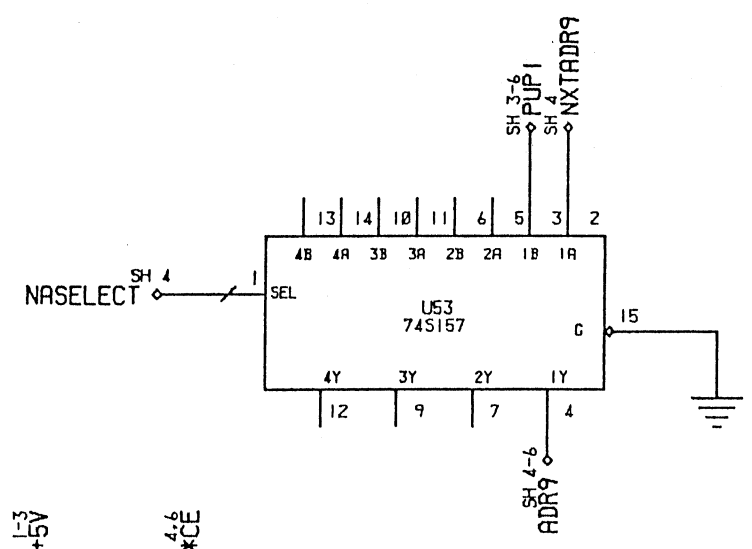 SH 3-6
PUP1
SH 4
NXTADR9
13 14 10 11 6 5 3 2
4B 4A 3B 3A 2B 2A 1B 1A
SH 4
NASELECT
1
SEL
U53
74S157
G
15
4Y 3Y 2Y 1Y
12 9 7 4
SH 4-6
ADR9
1-3
+5V
4,6
*CE